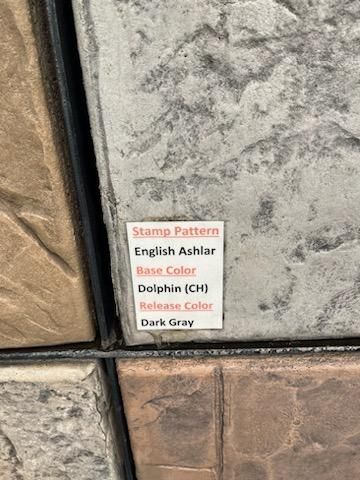 Stamp Pattern
English Ashlar
Base Color
Dolphin (CH)
Release Color
Dark Gray